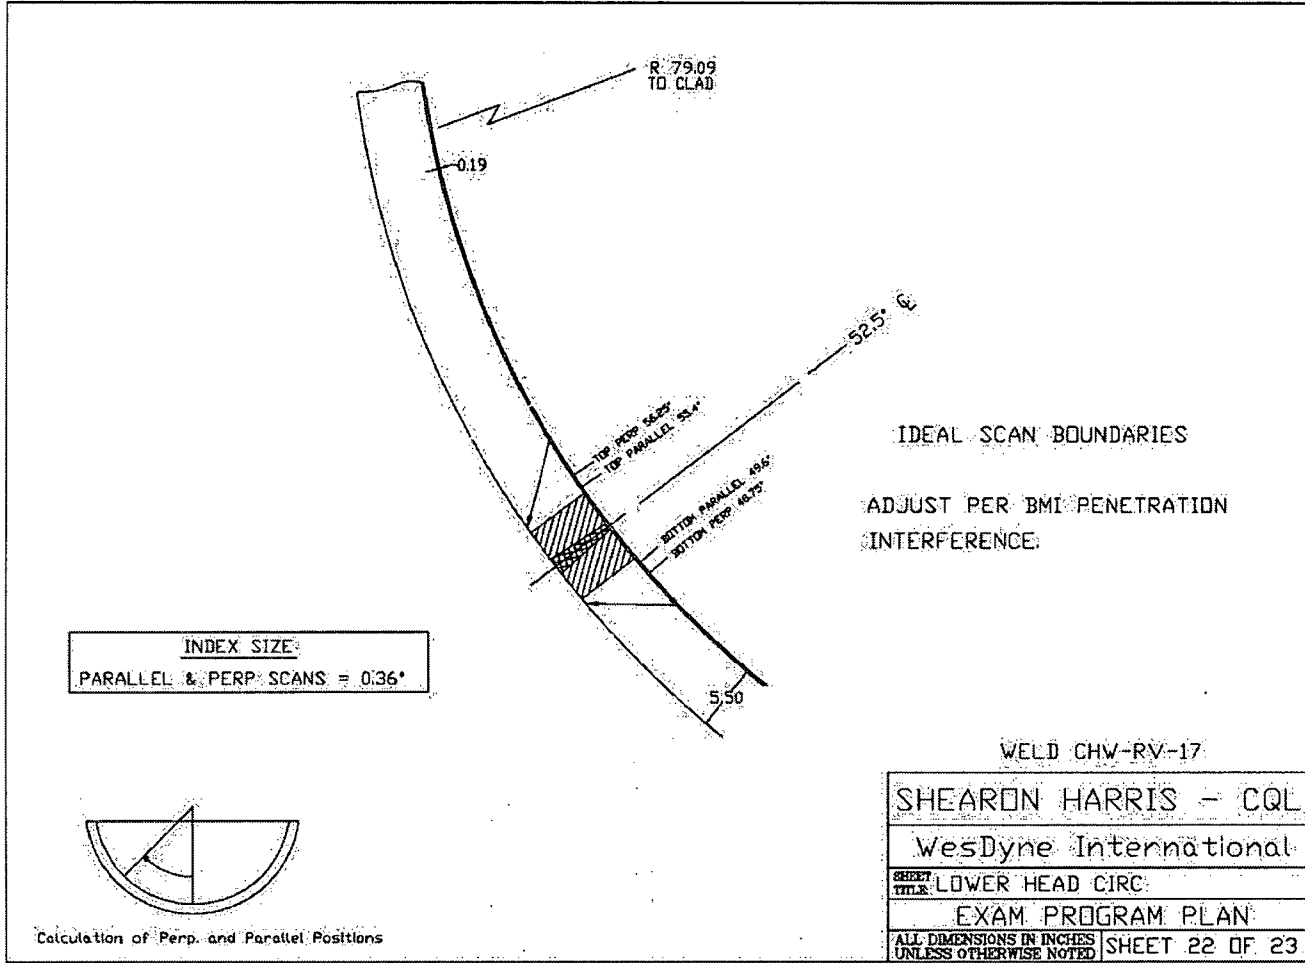 R 79.09
TO CLAD
0.19
52.5° ℄
TOP PERP 56.25°
TOP PARALLEL 55.4°
BOTTOM PARALLEL 49.6°
BOTTOM PERP 48.75°
IDEAL SCAN BOUNDARIES
ADJUST PER BMI PENETRATION
INTERFERENCE.
INDEX SIZE
PARALLEL & PERP SCANS = 0.36°
5.50
WELD CHW-RV-17
SHEARON HARRIS - CQL
WesDyne International
SHEET TITLE LOWER HEAD CIRC
EXAM PROGRAM PLAN
ALL DIMENSIONS IN INCHES
UNLESS OTHERWISE NOTED
SHEET 22 OF 23
Calculation of Perp. and Parallel Positions